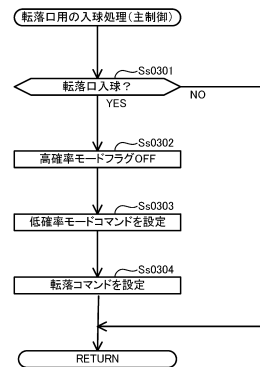 転落口用の入球処理(主制御)
Ss0301
転落口入球？
NO
YES
Ss0302
高確率モードフラグOFF
Ss0303
低確率モードコマンドを設定
Ss0304
転落コマンドを設定
RETURN